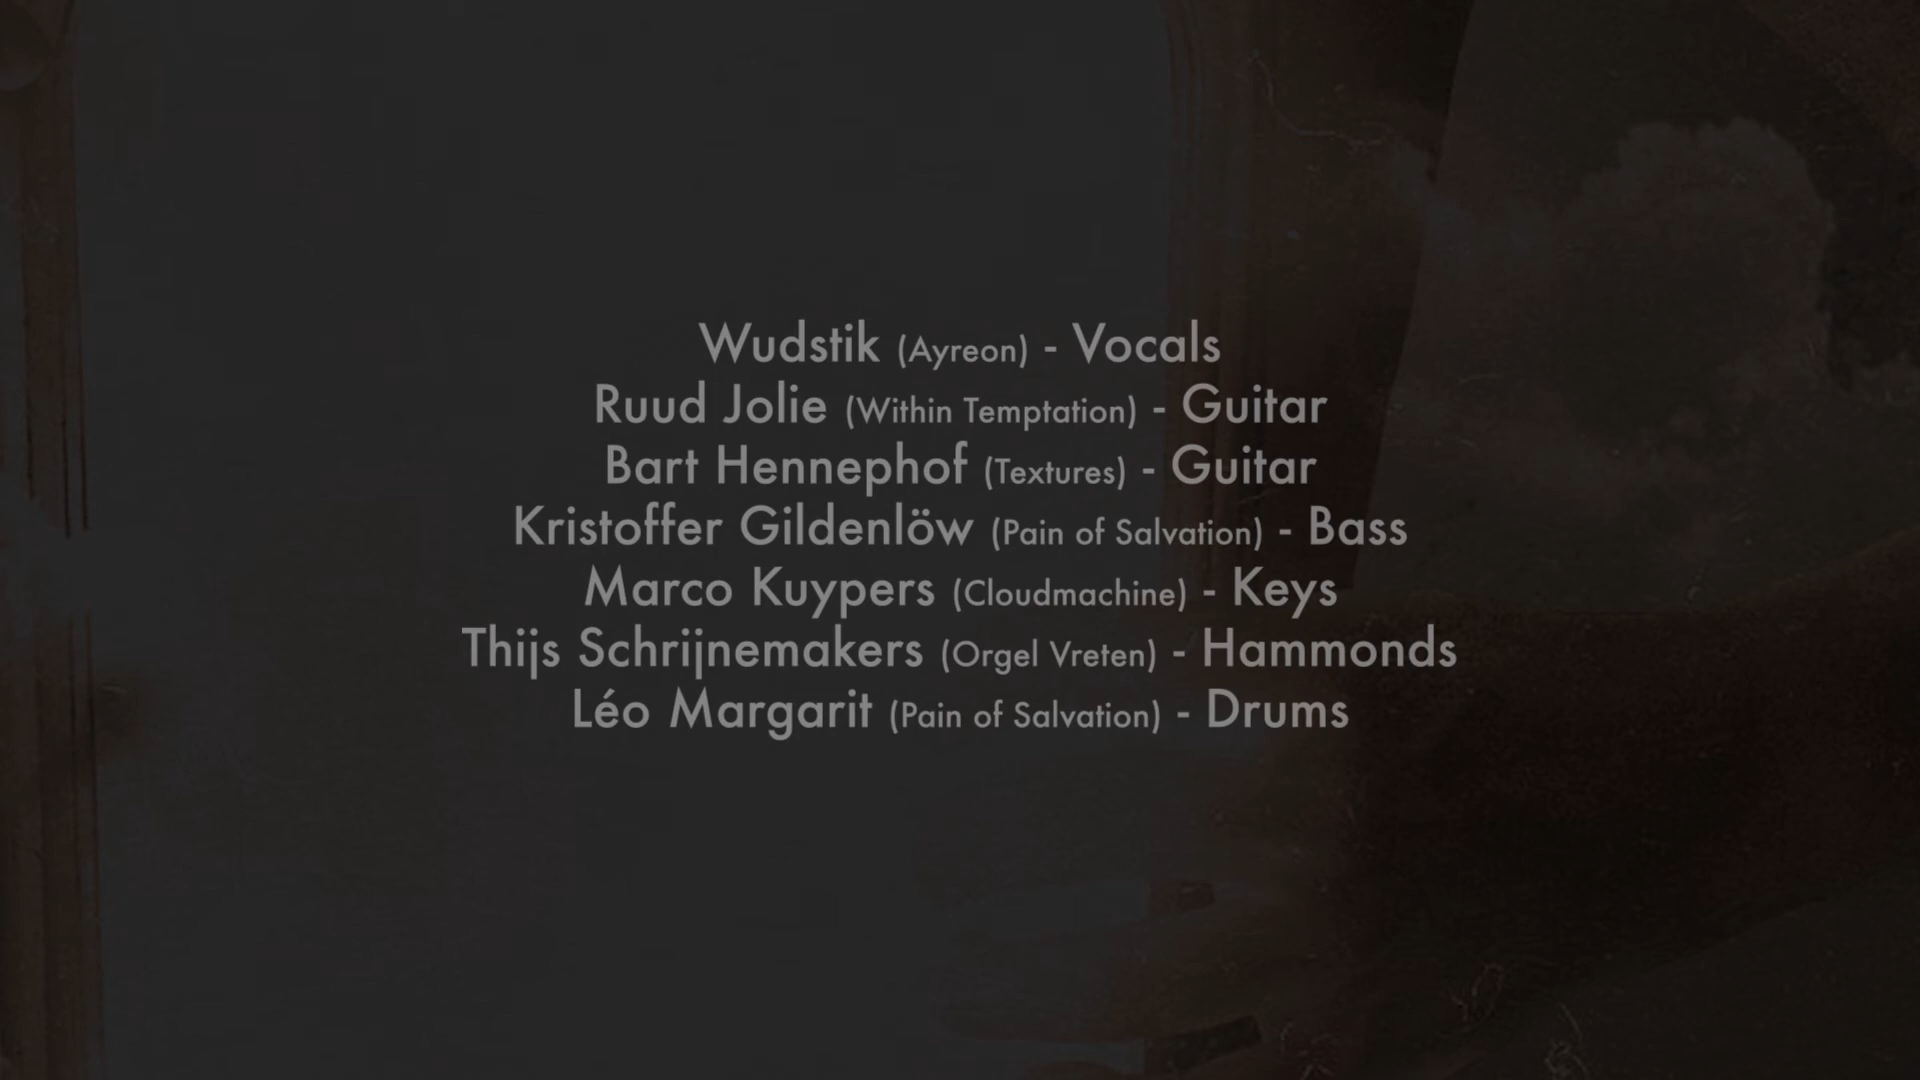 Wudstik (Ayreon) - Vocals
Ruud Jolie (Within Temptation) - Guitar
Bart Hennephof (Textures) - Guitar
Kristoffer Gildenlöw (Pain of Salvation) - Bass
Marco Kuypers (Cloudmachine) - Keys
Thijs Schrijnemakers (Orgel Vreten) - Hammonds
Léo Margarit (Pain of Salvation) - Drums